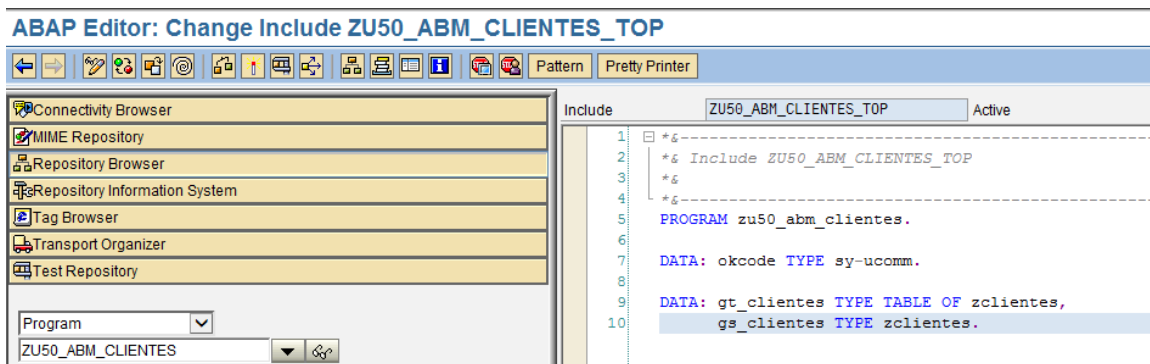 ABAP Editor: Change Include ZU50_ABM_CLIENTES_TOP
Pattern Pretty Printer
Connectivity Browser
MIME Repository
Repository Browser
Repository Information System
Tag Browser
Transport Organizer
Test Repository
Program
ZU50_ABM_CLIENTES
Include ZU50_ABM_CLIENTES_TOP Active
1 *&---------------------------------------------------------
2 *& Include ZU50_ABM_CLIENTES_TOP
3 *&
4 *&---------------------------------------------------------
5 PROGRAM zu50_abm_clientes.
6
7 DATA: okcode TYPE sy-ucomm.
8
9 DATA: gt_clientes TYPE TABLE OF zclientes,
10 gs_clientes TYPE zclientes.